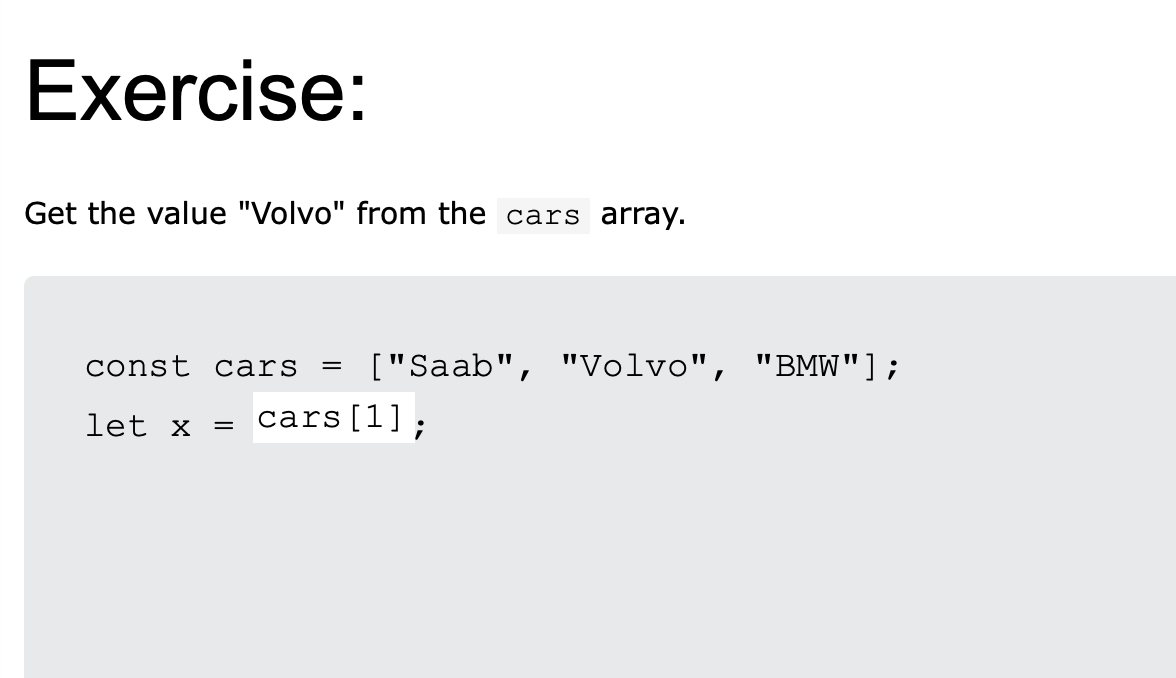 Exercise:
Get the value "Volvo" from the cars array.
const cars = ["Saab", "Volvo", "BMW"];
let x = cars[1];